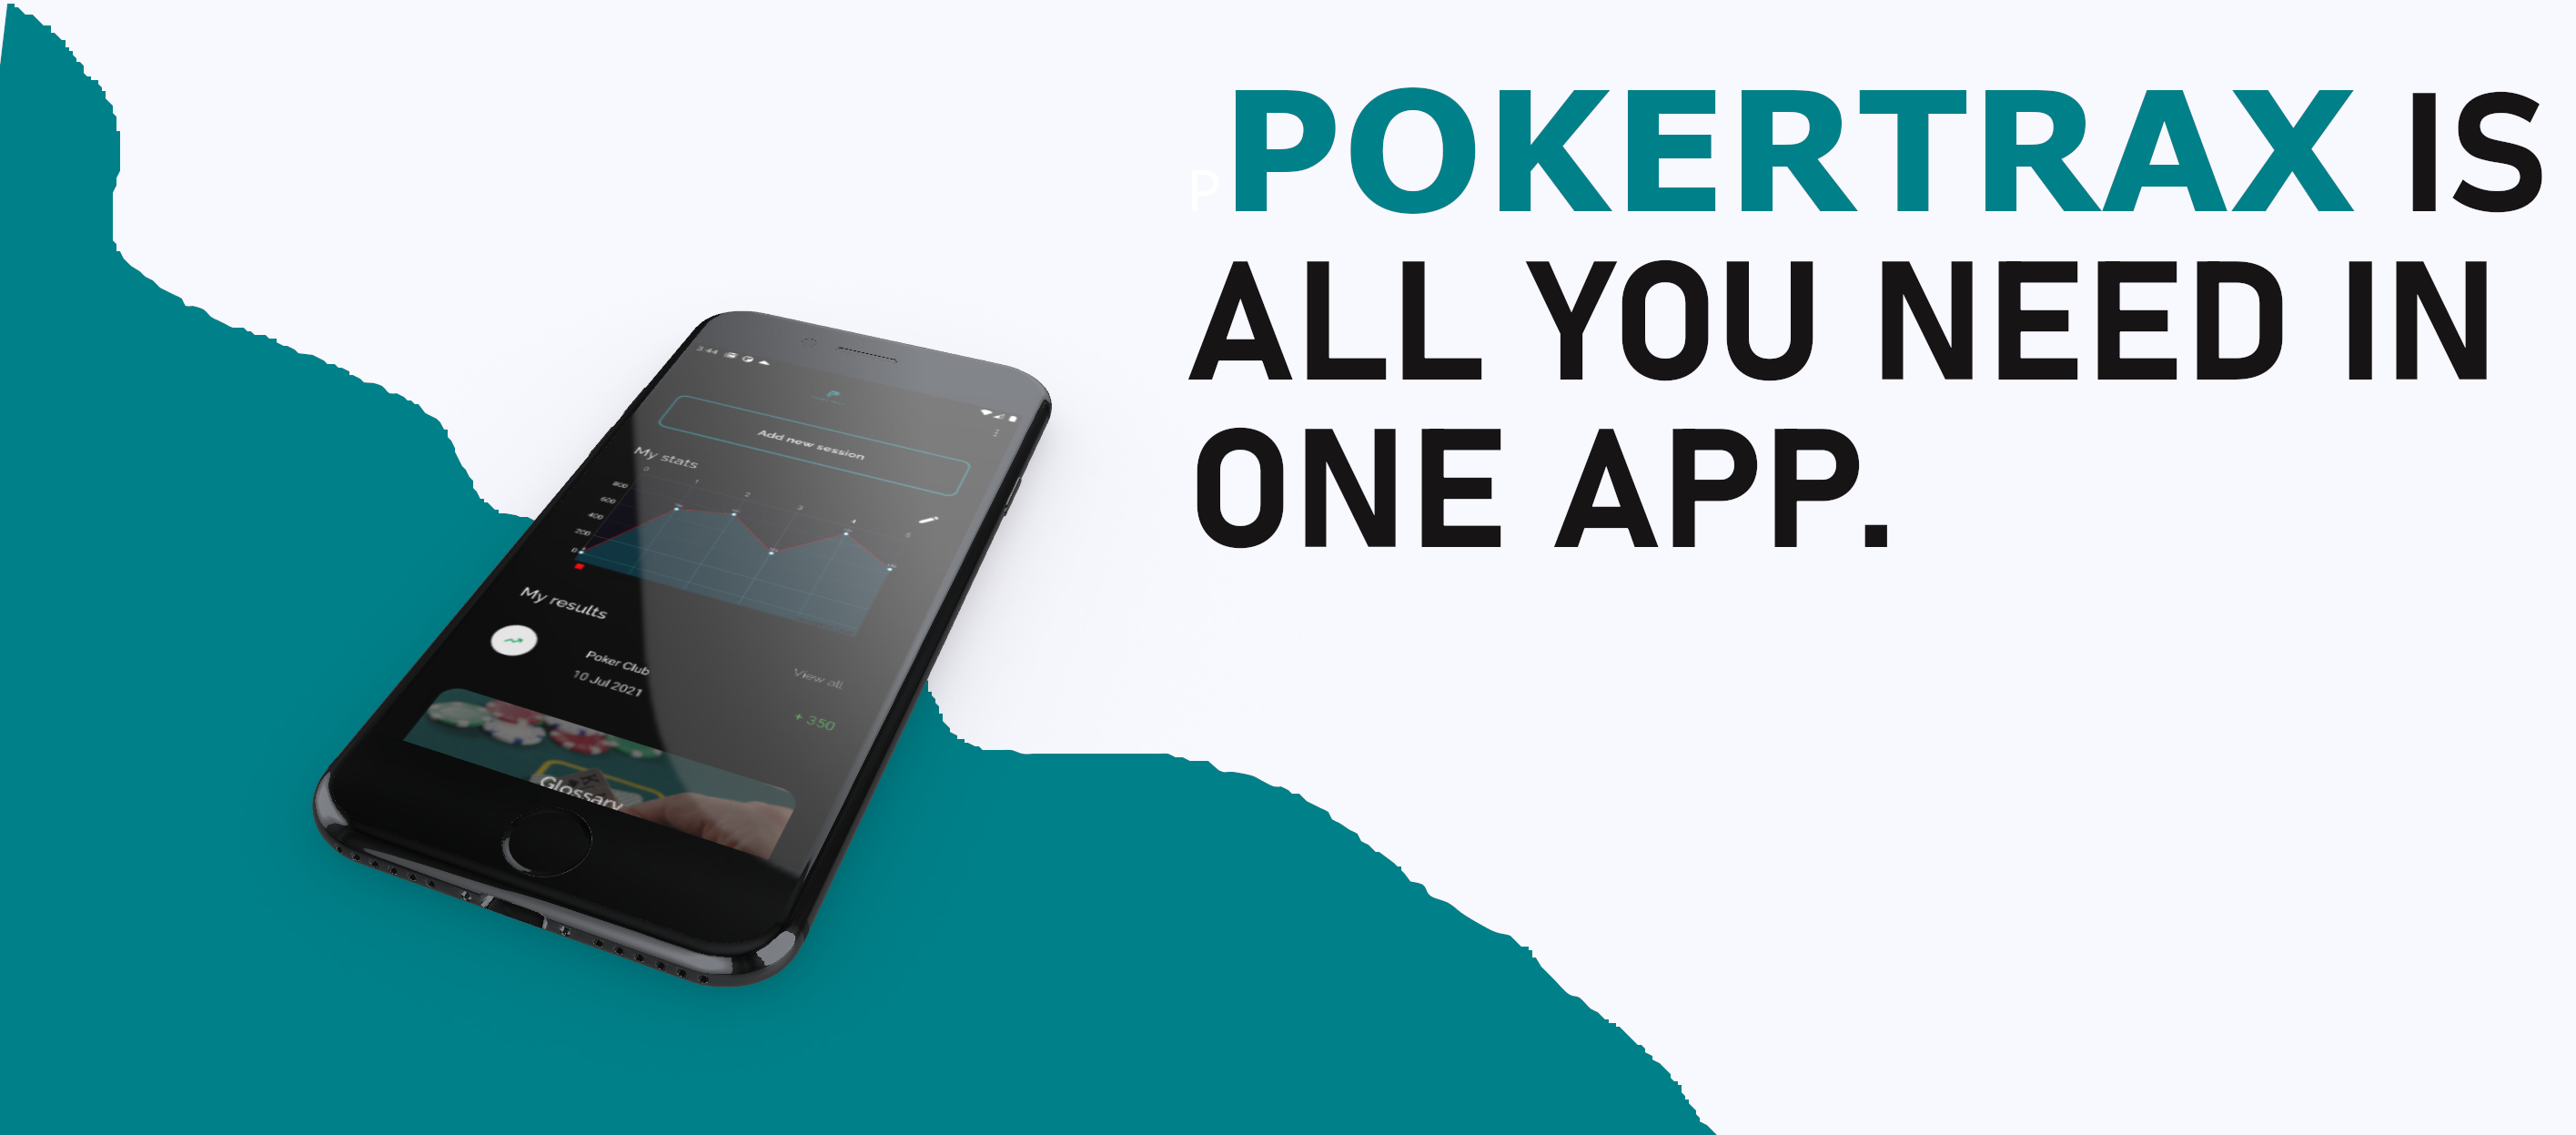 P POKERTRAX IS
ALL YOU NEED IN
ONE APP.
3:44
Add new session
My stats
0 1 2 3 4 5
800
600
400
200
0
My results
View all
Poker Club
10 Jul 2021
+ 350
Glossary